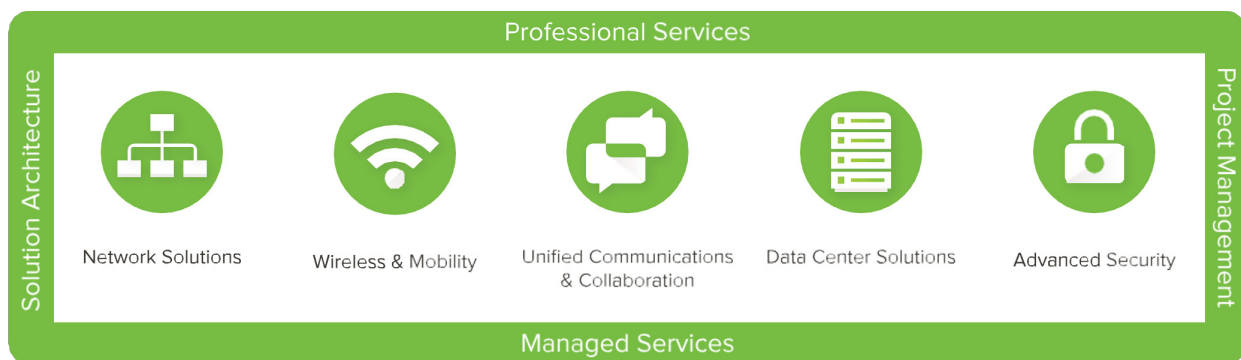 Professional Services
Solution Architecture
Project Management
Network Solutions
Wireless & Mobility
Unified Communications
& Collaboration
Data Center Solutions
Advanced Security
Managed Services